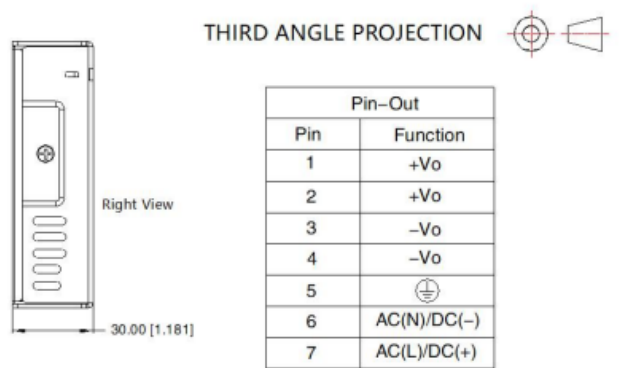 THIRD ANGLE PROJECTION
Right View
30.00 [1.181]
Pin-Out
Pin Function
1 +Vo
2 +Vo
3 -Vo
4 -Vo
5
6 AC(N)/DC(-)
7 AC(L)/DC(+)